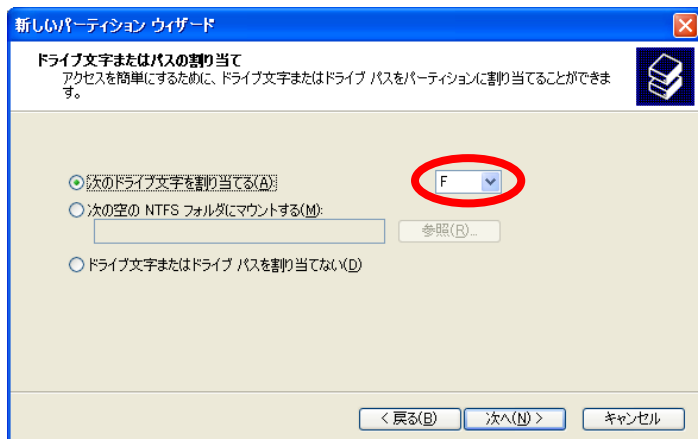 新しいパーティション ウィザード
ドライブ文字またはパスの割り当て
アクセスを簡単にするために、ドライブ文字またはドライブ パスをパーティションに割り当てることができま
す。
次のドライブ文字を割り当てる(A): F
次の空の NTFS フォルダにマウントする(M):
参照(R)...
ドライブ文字またはドライブ パスを割り当てない(D)
< 戻る(B) 次へ(N) > キャンセル